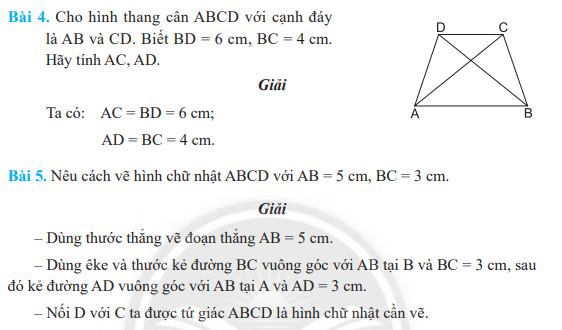 Bài 4. Cho hình thang cân ABCD với cạnh đáy
là AB và CD. Biết BD = 6 cm, BC = 4 cm.
Hãy tính AC, AD.
D C
A B
Giải
Ta có: AC = BD = 6 cm;
AD = BC = 4 cm.
Bài 5. Nêu cách vẽ hình chữ nhật ABCD với AB = 5 cm, BC = 3 cm.
Giải
– Dùng thước thẳng vẽ đoạn thẳng AB = 5 cm.
– Dùng êke và thước kẻ đường BC vuông góc với AB tại B và BC = 3 cm, sau
đó kẻ đường AD vuông góc với AB tại A và AD = 3 cm.
– Nối D với C ta được tứ giác ABCD là hình chữ nhật cần vẽ.